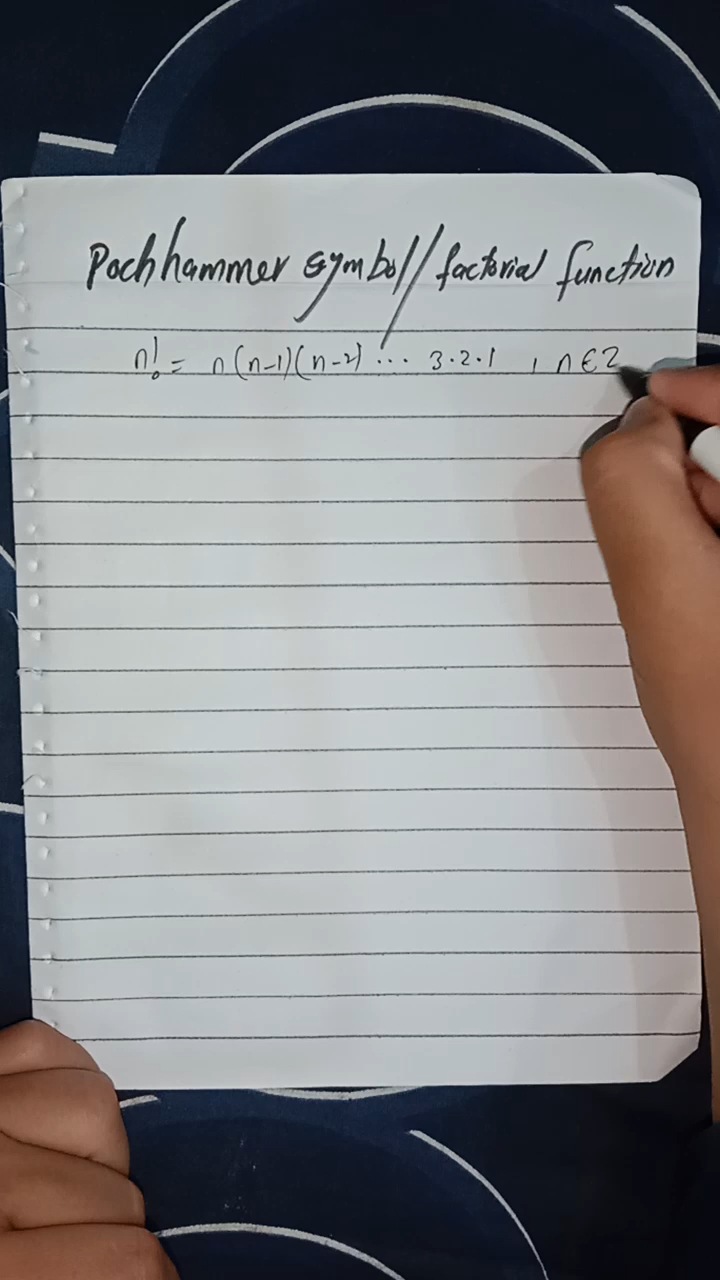 Pochhammer symbol// factorial function
n! = n(n-1)(n-2) ... 3.2.1 , n ∈ Z